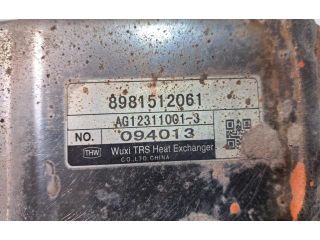 8981512061
AG12311001-3
NO. 094013
THW Wuxi TRS Heat Exchanger
CO.,LTD.CHINA